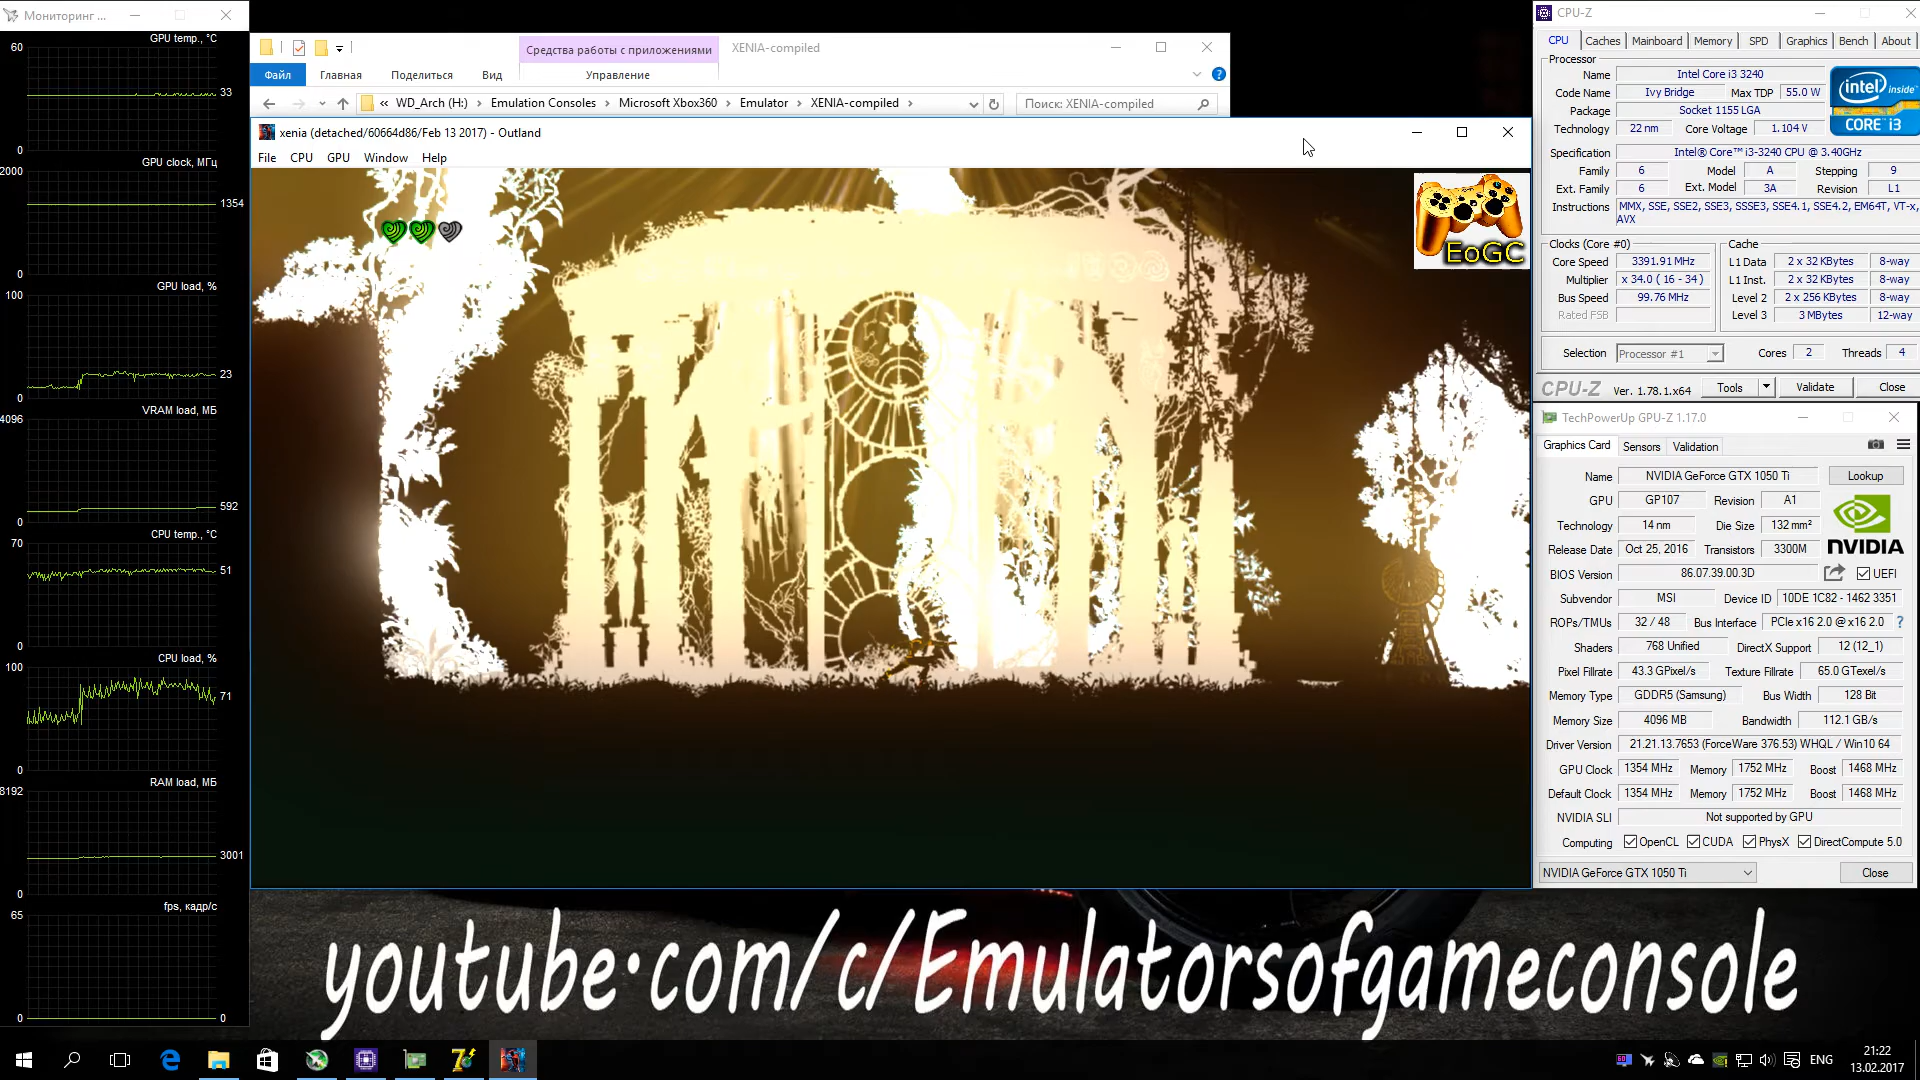 Мониторинг ...
GPU temp., °C
60
33
0
GPU clock, МГц
2000
1354
0
GPU load, %
100
23
0
VRAM load, МБ
4096
592
0
CPU temp., °C
70
51
0
CPU load, %
100
71
0
RAM load, МБ
8192
3001
0
fps, кадр/с
65
0
0
Средства работы с приложениями
XENIA-compiled
Файл
Главная
Поделиться
Вид
Управление
« WD_Arch (H:) › Emulation Consoles › Microsoft Xbox360 › Emulator › XENIA-compiled ›
Поиск: XENIA-compiled
xenia (detached/60664d86/Feb 13 2017) - Outland
File CPU GPU Window Help
EoGC
CPU-Z
CPU Caches Mainboard Memory SPD Graphics Bench About
Processor
Name Intel Core i3 3240
Code Name Ivy Bridge Max TDP 55.0 W
Package Socket 1155 LGA
Technology 22 nm Core Voltage 1.104 V
intel inside™
CORE i3
Specification Intel® Core™ i3-3240 CPU @ 3.40GHz
Family 6 Model A Stepping 9
Ext. Family 6 Ext. Model 3A Revision L1
Instructions MMX, SSE, SSE2, SSE3, SSSE3, SSE4.1, SSE4.2, EM64T, VT-x,
AVX
Clocks (Core #0)
Core Speed 3391.91 MHz
Multiplier x 34.0 ( 16 - 34 )
Bus Speed 99.76 MHz
Rated FSB
Cache
L1 Data 2 x 32 KBytes 8-way
L1 Inst. 2 x 32 KBytes 8-way
Level 2 2 x 256 KBytes 8-way
Level 3 3 MBytes 12-way
Selection Processor #1 Cores 2 Threads 4
CPU-Z Ver. 1.78.1.x64 Tools Validate Close
TechPowerUp GPU-Z 1.17.0
Graphics Card Sensors Validation
Name NVIDIA GeForce GTX 1050 Ti Lookup
GPU GP107 Revision A1
Technology 14 nm Die Size 132 mm²
Release Date Oct 25, 2016 Transistors 3300M
NVIDIA
BIOS Version 86.07.39.00.3D UEFI
Subvendor MSI Device ID 10DE 1C82 - 1462 3351
ROPs/TMUs 32 / 48 Bus Interface PCIe x16 2.0 @ x16 2.0 ?
Shaders 768 Unified DirectX Support 12 (12_1)
Pixel Fillrate 43.3 GPixel/s Texture Fillrate 65.0 GTexel/s
Memory Type GDDR5 (Samsung) Bus Width 128 Bit
Memory Size 4096 MB Bandwidth 112.1 GB/s
Driver Version 21.21.13.7653 (ForceWare 376.53) WHQL / Win10 64
GPU Clock 1354 MHz Memory 1752 MHz Boost 1468 MHz
Default Clock 1354 MHz Memory 1752 MHz Boost 1468 MHz
NVIDIA SLI Not supported by GPU
Computing OpenCL CUDA PhysX DirectCompute 5.0
NVIDIA GeForce GTX 1050 Ti Close
youtube.com/c/Emulatorsofgameconsole
60
ENG
21:22
13.02.2017